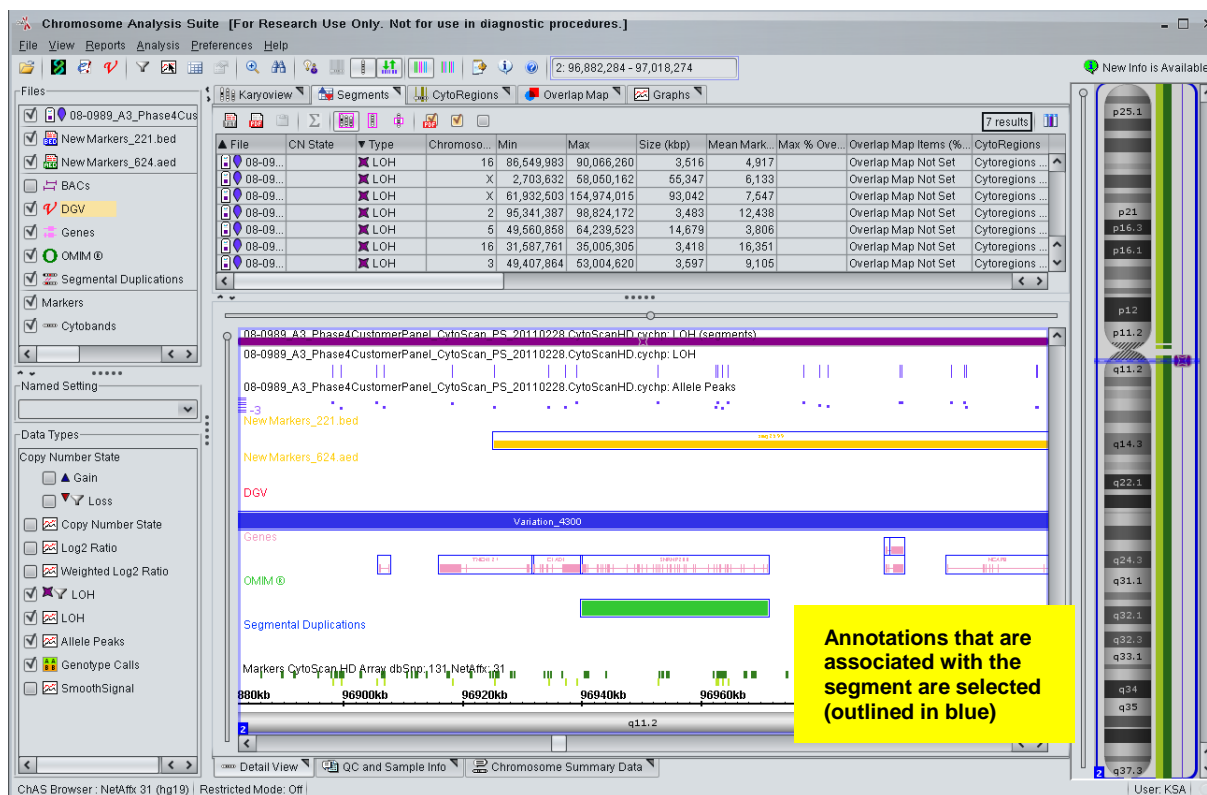 Chromosome Analysis Suite [For Research Use Only. Not for use in diagnostic procedures.]
File View Reports Analysis Preferences Help
2: 96,882,284 - 97,018,274
New Info is Available
Files
08-0989_A3_Phase4Cus
New Markers_221.bed
New Markers_624.aed
BACs
DGV
Genes
OMIM ®
Segmental Duplications
Markers
Cytobands
Named Setting
Data Types
Copy Number State
Gain
Loss
Copy Number State
Log2 Ratio
Weighted Log2 Ratio
LOH
LOH
Allele Peaks
Genotype Calls
SmoothSignal
Karyoview Segments CytoRegions Overlap Map Graphs
7 results
File CN State Type Chromoso... Min Max Size (kbp) Mean Mark... Max % Ove... Overlap Map Items (%... CytoRegions
08-09... LOH 16 86,549,983 90,066,260 3,516 4,917 Overlap Map Not Set Cytoregions ...
08-09... LOH X 2,703,632 58,050,162 55,347 6,133 Overlap Map Not Set Cytoregions ...
08-09... LOH X 61,932,503 154,974,015 93,042 7,547 Overlap Map Not Set Cytoregions ...
08-09... LOH 2 95,341,387 98,824,172 3,483 12,438 Overlap Map Not Set Cytoregions ...
08-09... LOH 5 49,560,858 64,239,523 14,679 3,806 Overlap Map Not Set Cytoregions ...
08-09... LOH 16 31,587,761 35,005,305 3,418 16,351 Overlap Map Not Set Cytoregions ...
08-09... LOH 3 49,407,864 53,004,620 3,597 9,105 Overlap Map Not Set Cytoregions ...
08-0989_A3_Phase4CustomerPanel_CytoScan_PS_20110228.CytoScanHD.cychp: LOH (segments)
08-0989_A3_Phase4CustomerPanel_CytoScan_PS_20110228.CytoScanHD.cychp: LOH
08-0989_A3_Phase4CustomerPanel_CytoScan_PS_20110228.CytoScanHD.cychp: Allele Peaks
-3
New Markers_221.bed
New Markers_624.aed
DGV
Variation_4300
Genes
OMIM ®
Segmental Duplications
Markers CytoScan HD Array dbSnp: 131 NetAffx: 31
880kb 96900kb 96920kb 96940kb 96960kb
q11.2
2
Annotations that are
associated with the
segment are selected
(outlined in blue)
Detail View QC and Sample Info Chromosome Summary Data
p25.1
p21
p16.3
p16.1
p12
p11.2
q11.2
q14.3
q22.1
q24.3
q31.1
q32.1
q32.3
q33.1
q34
q35
q37.3
2
ChAS Browser : NetAffx 31 (hg19) Restricted Mode: Off User: KSA